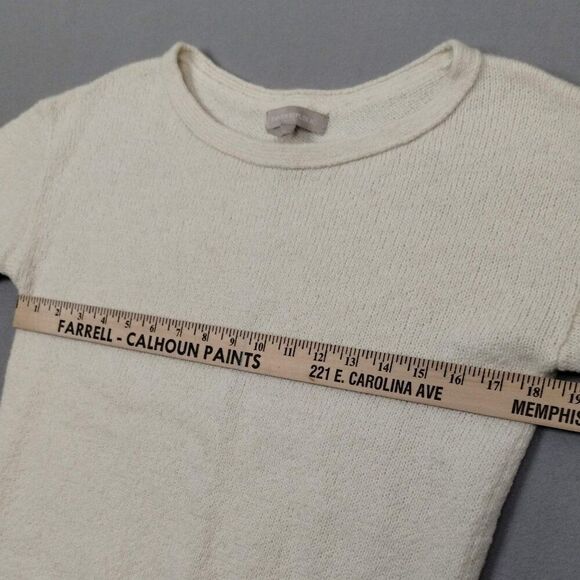 1 2 3 4 5 6 7 8 9 10 11 12 13 14 15 16 17 18 19
FARRELL - CALHOUN PAINTS 221 E. CAROLINA AVE MEMPHIS